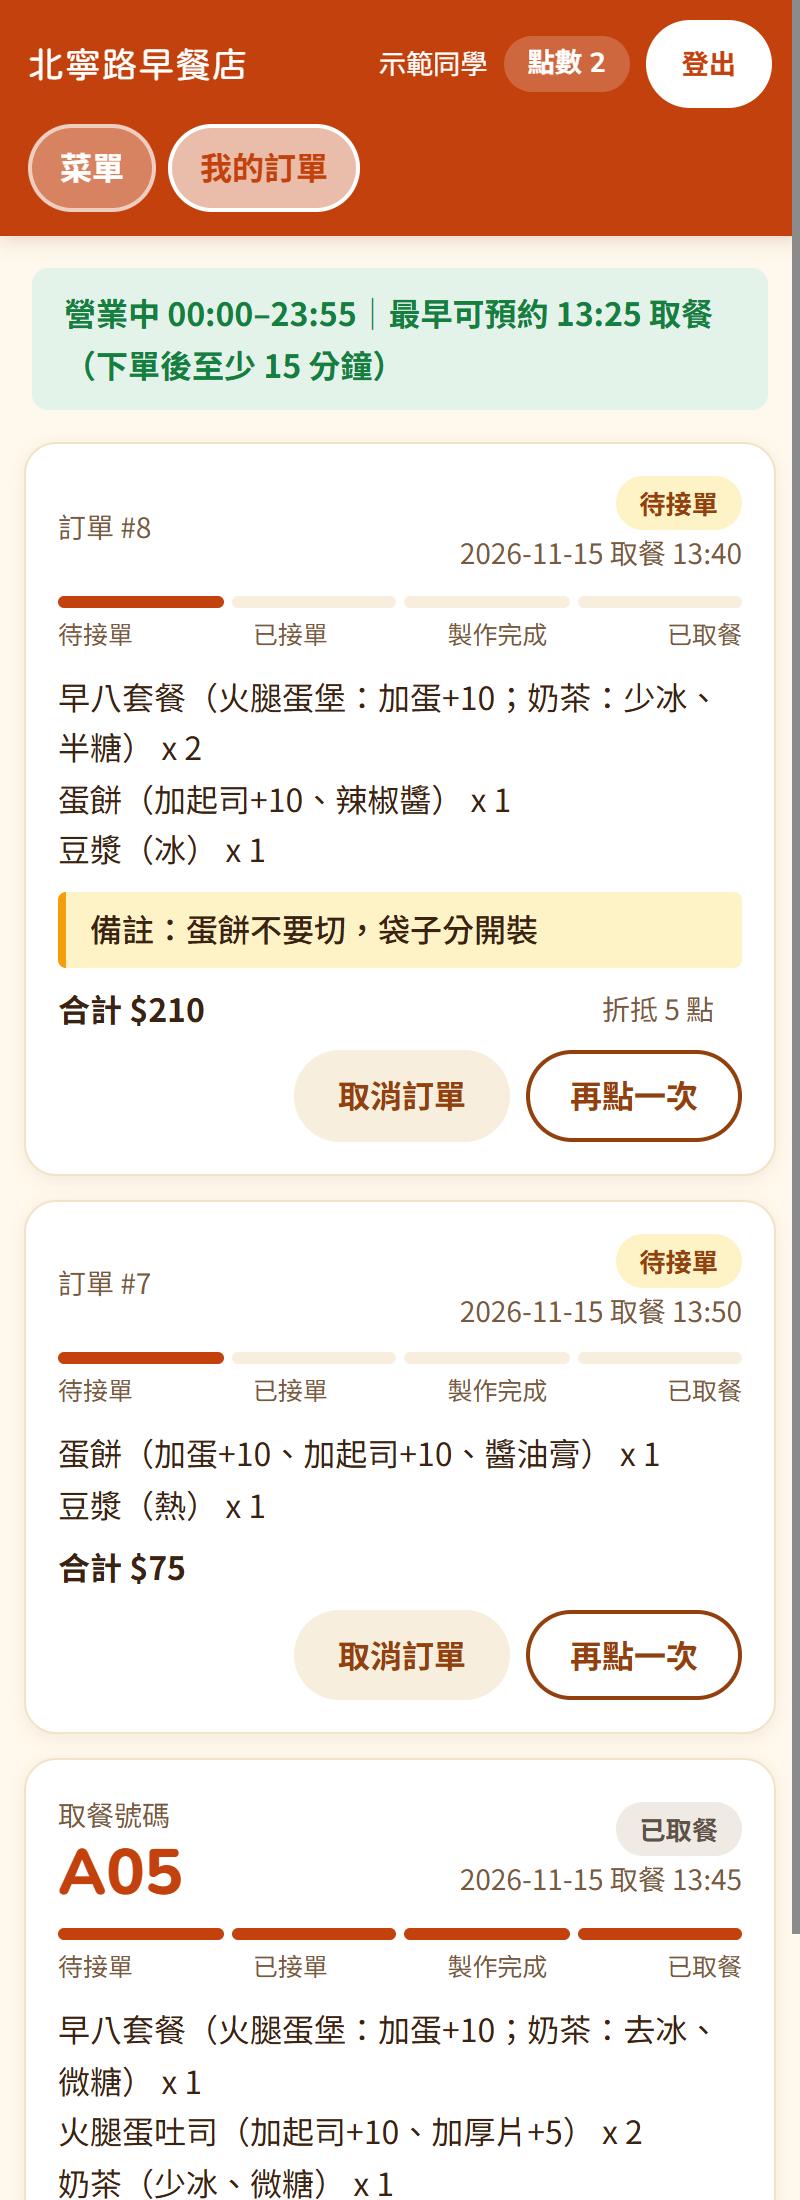 北寧路早餐店
示範同學
點數 2
登出
菜單
我的訂單
營業中 00:00–23:55｜最早可預約 13:25 取餐
（下單後至少 15 分鐘）
訂單 #8
待接單
2026-11-15 取餐 13:40
待接單 已接單 製作完成 已取餐
早八套餐（火腿蛋堡：加蛋+10；奶茶：少冰、
半糖） x 2
蛋餅（加起司+10、辣椒醬） x 1
豆漿（冰） x 1
備註：蛋餅不要切，袋子分開裝
合計 $210
折抵 5 點
取消訂單
再點一次
訂單 #7
待接單
2026-11-15 取餐 13:50
待接單 已接單 製作完成 已取餐
蛋餅（加蛋+10、加起司+10、醬油膏） x 1
豆漿（熱） x 1
合計 $75
取消訂單
再點一次
取餐號碼
A05
已取餐
2026-11-15 取餐 13:45
待接單 已接單 製作完成 已取餐
早八套餐（火腿蛋堡：加蛋+10；奶茶：去冰、
微糖） x 1
火腿蛋吐司（加起司+10、加厚片+5） x 2
奶茶（少冰、微糖） x 1